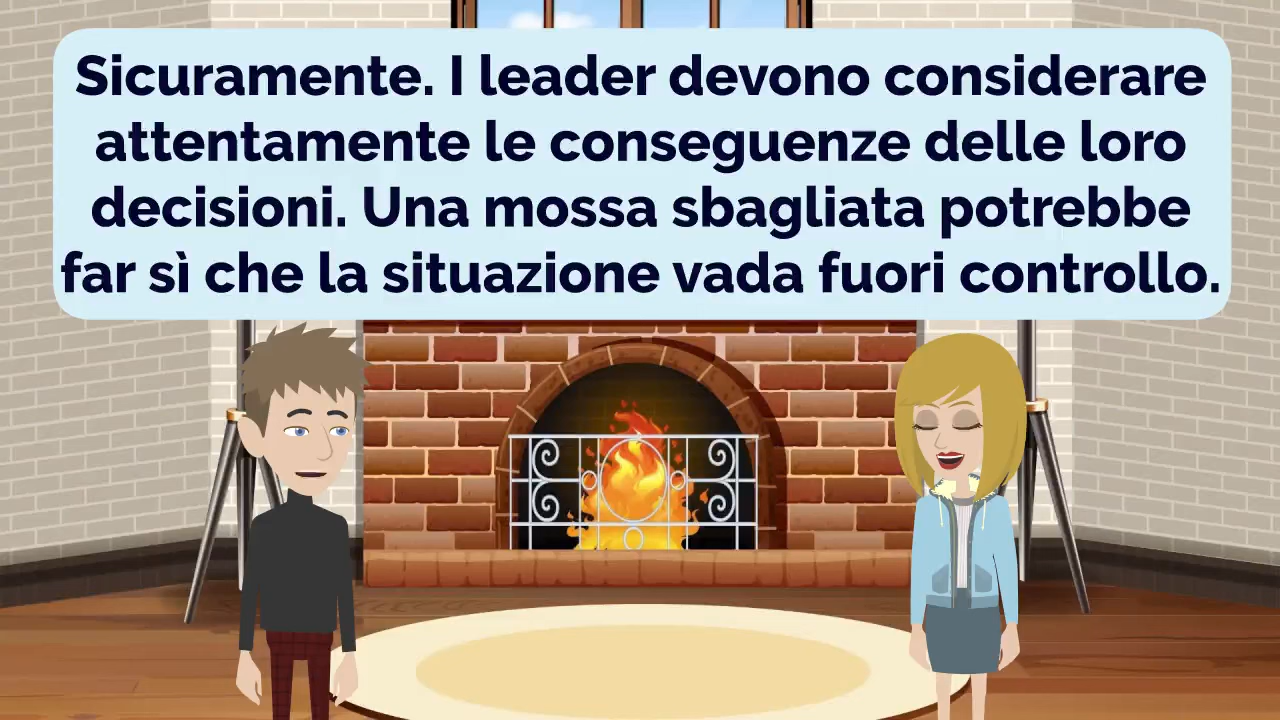 Sicuramente. I leader devono considerare
attentamente le conseguenze delle loro
decisioni. Una mossa sbagliata potrebbe
far sì che la situazione vada fuori controllo.